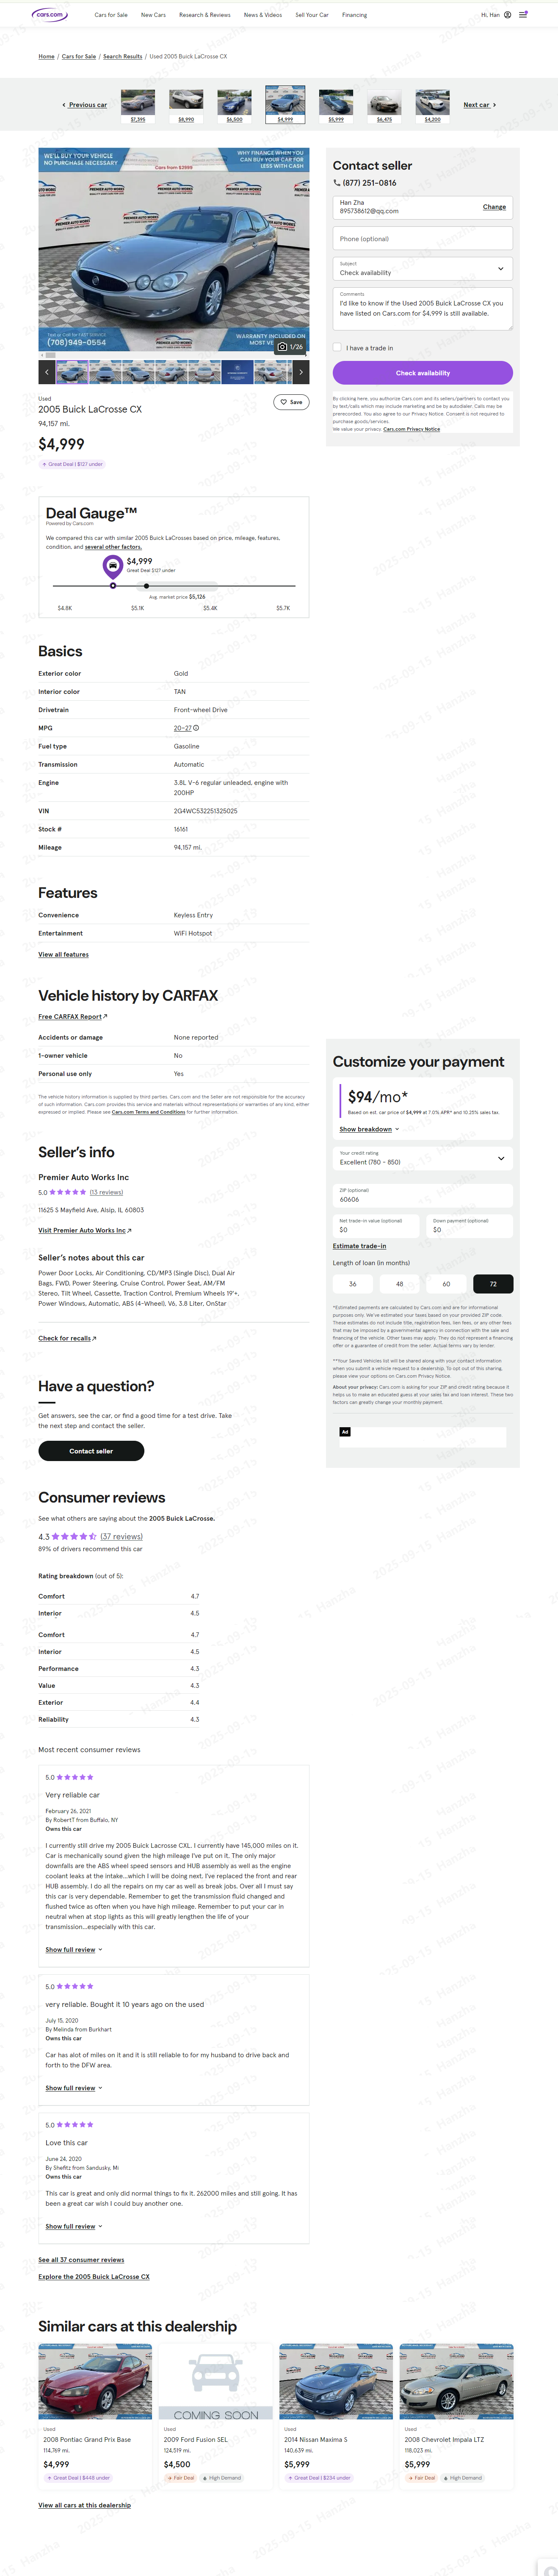 cars.com
Cars for Sale
New Cars
Research & Reviews
News & Videos
Sell Your Car
Financing
Hi, Han
Home / Cars for Sale / Search Results / Used 2005 Buick LaCrosse CX
Previous car
$7,395
$8,990
$6,500
$4,999
$5,999
$6,475
$4,200
Next car
WE'LL BUY YOUR VEHICLE
NO PURCHASE NECESSARY
Cars from $2999
WHY FINANCE WHEN YOU
CAN BUY YOUR CAR FOR
LESS WITH CASH
PREMIER AUTO WORKS
(708)949-0554
PREMIER AUTO WORKS
WARRANTY INCLUDED ON
1/26
Used
2005 Buick LaCrosse CX
94,157 mi.
$4,999
Great Deal | $127 under
Save
Contact seller
(877) 251-0816
Han Zha
895738612@qq.com
Change
Phone (optional)
Subject
Check availability
Comments
I'd like to know if the Used 2005 Buick LaCrosse CX you
have listed on Cars.com for $4,999 is still available.
I have a trade in
Check availability
By clicking here, you authorize Cars.com and its sellers/partners to contact you
by text/calls which may include marketing and be by autodialer. Calls may be
prerecorded. You also agree to our Privacy Notice. Consent is not required to
purchase goods/services.
We value your privacy. Cars.com Privacy Notice
Deal Gauge™
Powered by Cars.com
We compared this car with similar 2005 Buick LaCrosses based on price, mileage, features,
condition, and several other factors.
$4,999
Great Deal $127 under
Avg. market price $5,126
$4.8K
$5.1K
$5.4K
$5.7K
Basics
Exterior color Gold
Interior color TAN
Drivetrain Front-wheel Drive
MPG 20–27
Fuel type Gasoline
Transmission Automatic
Engine 3.8L V-6 regular unleaded, engine with
200HP
VIN 2G4WC532251325025
Stock # 16161
Mileage 94,157 mi.
Features
Convenience Keyless Entry
Entertainment WiFi Hotspot
View all features
Vehicle history by CARFAX
Free CARFAX Report
Accidents or damage None reported
1-owner vehicle No
Personal use only Yes
The vehicle history information is supplied by third parties. Cars.com and the Seller are not responsible for the accuracy
of such information. Cars.com provides this service and materials without representations or warranties of any kind, either
expressed or implied. Please see Cars.com Terms and Conditions for further information.
Seller's info
Premier Auto Works Inc
5.0 (13 reviews)
11625 S Mayfield Ave, Alsip, IL 60803
Visit Premier Auto Works Inc
Seller's notes about this car
Power Door Locks, Air Conditioning, CD/MP3 (Single Disc), Dual Air
Bags, FWD, Power Steering, Cruise Control, Power Seat, AM/FM
Stereo, Tilt Wheel, Cassette, Traction Control, Premium Wheels 19"+,
Power Windows, Automatic, ABS (4-Wheel), V6, 3.8 Liter, OnStar
Check for recalls
Customize your payment
$94/mo*
Based on est. car price of $4,999 at 7.0% APR* and 10.25% sales tax.
Show breakdown
Your credit rating
Excellent (780 - 850)
ZIP (optional)
60606
Net trade-in value (optional)
$0
Down payment (optional)
$0
Estimate trade-in
Length of loan (in months)
36
48
60
72
*Estimated payments are calculated by Cars.com and are for informational
purposes only. We've estimated your taxes based on your provided ZIP code.
These estimates do not include title, registration fees, lien fees, or any other fees
that may be imposed by a governmental agency in connection with the sale and
financing of the vehicle. Other taxes may apply. They do not represent a financing
offer or a guarantee of credit from the seller. Actual terms vary by lender.
**Your Saved Vehicles list will be shared along with your contact information
when you submit a vehicle request to a dealership. To opt out of this sharing,
please view your options on Cars.com Privacy Notice.
About your privacy: Cars.com is asking for your ZIP and credit rating because it
helps us to make an educated guess at your sales tax and loan interest. These two
factors can greatly change your monthly payment.
Ad
Have a question?
Get answers, see the car, or find a good time for a test drive. Take
the next step and contact the seller.
Contact seller
Consumer reviews
See what others are saying about the 2005 Buick LaCrosse.
4.3 (37 reviews)
89% of drivers recommend this car
Rating breakdown (out of 5):
Comfort 4.7
Interior 4.5
Comfort 4.7
Interior 4.5
Performance 4.3
Value 4.3
Exterior 4.4
Reliability 4.3
Most recent consumer reviews
5.0
Very reliable car
February 26, 2021
By RobertT from Buffalo, NY
Owns this car
I currently still drive my 2005 Buick Lacrosse CXL. I currently have 145,000 miles on it.
Car is mechanically sound given the high mileage I've put on it. The only major
downfalls are the ABS wheel speed sensors and HUB assembly as well as the engine
coolant leaks at the intake...which I will be doing next. I've replaced the front and rear
HUB assembly. I do all the repairs on my car as well as break jobs. Over all I must say
this car is very dependable. Remember to get the transmission fluid changed and
flushed twice as often when you have high mileage. Remember to put your car in
neutral when at stop lights as this will greatly lengthen the life of your
transmission...especially with this car.
Show full review
5.0
very reliable. Bought it 10 years ago on the used
July 15, 2020
By Melinda from Burkhart
Owns this car
Car has alot of miles on it and it is still reliable to for my husband to drive back and
forth to the DFW area.
Show full review
5.0
Love this car
June 24, 2020
By Shefitz from Sandusky, Mi
Owns this car
This car is great and only did normal things to fix it. 262000 miles and still going. It has
been a great car wish I could buy another one.
Show full review
See all 37 consumer reviews
Explore the 2005 Buick LaCrosse CX
Similar cars at this dealership
COMING SOON
Used
2008 Pontiac Grand Prix Base
114,769 mi.
$4,999
Great Deal | $449 under
Used
2009 Ford Fusion SEL
124,519 mi.
$4,500
Fair Deal
High Demand
Used
2014 Nissan Maxima S
140,639 mi.
$5,999
Great Deal | $234 under
Used
2008 Chevrolet Impala LTZ
118,023 mi.
$5,999
Fair Deal
High Demand
View all cars at this dealership
2025-09-15 Hanzha